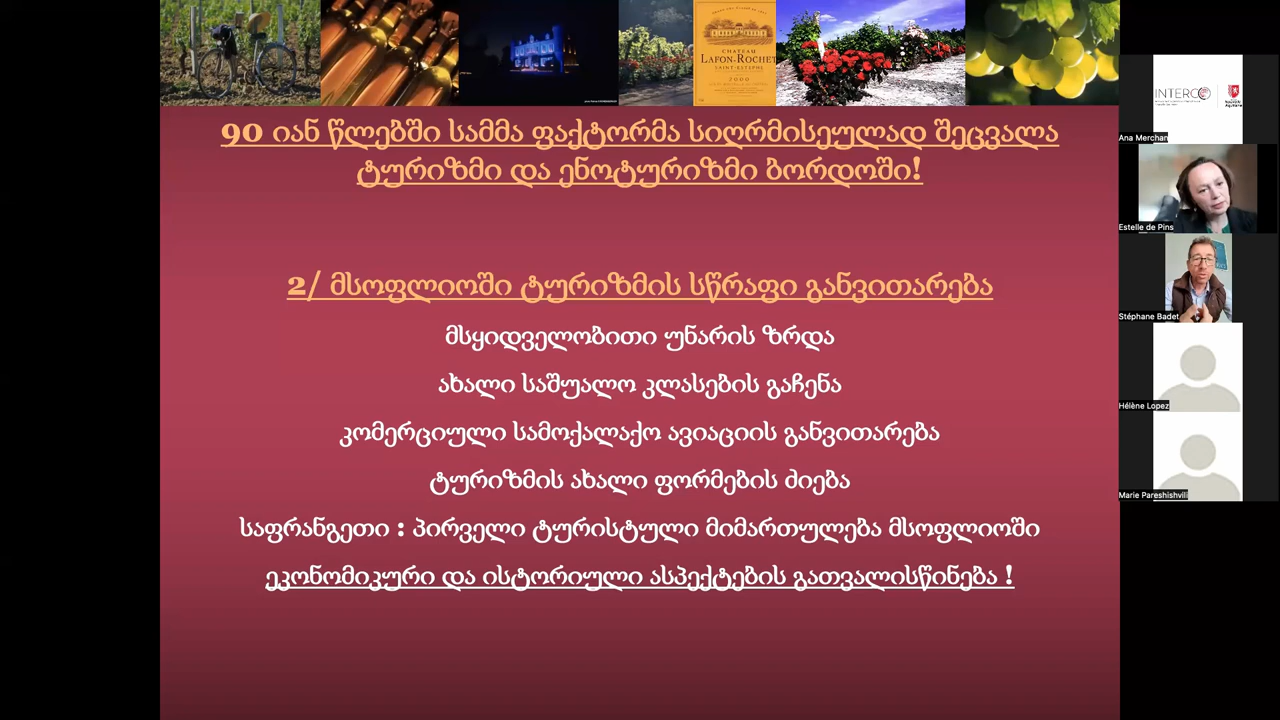 CHATEAU
LAFON-ROCHET
SAINT-ESTEPHE
2000
90 იან წლებში სამმა ფაქტორმა სიღრმისეულად შეცვალა
ტურიზმი და ენოტურიზმი ბორდოში!
2/ მსოფლიოში ტურიზმის სწრაფი განვითარება
მსყიდველობითი უნარის ზრდა
ახალი საშუალო კლასების გაჩენა
კომერციული სამოქალაქო ავიაციის განვითარება
ტურიზმის ახალი ფორმების ძიება
საფრანგეთი : პირველი ტურისტული მიმართულება მსოფლიოში
ეკონომიკური და ისტორიული ასპექტების გათვალისწინება !
INTERCO
Ana Merchan
Estelle de Pins
Stéphane Badet
Hélène Lopez
Marie Pareshishvili